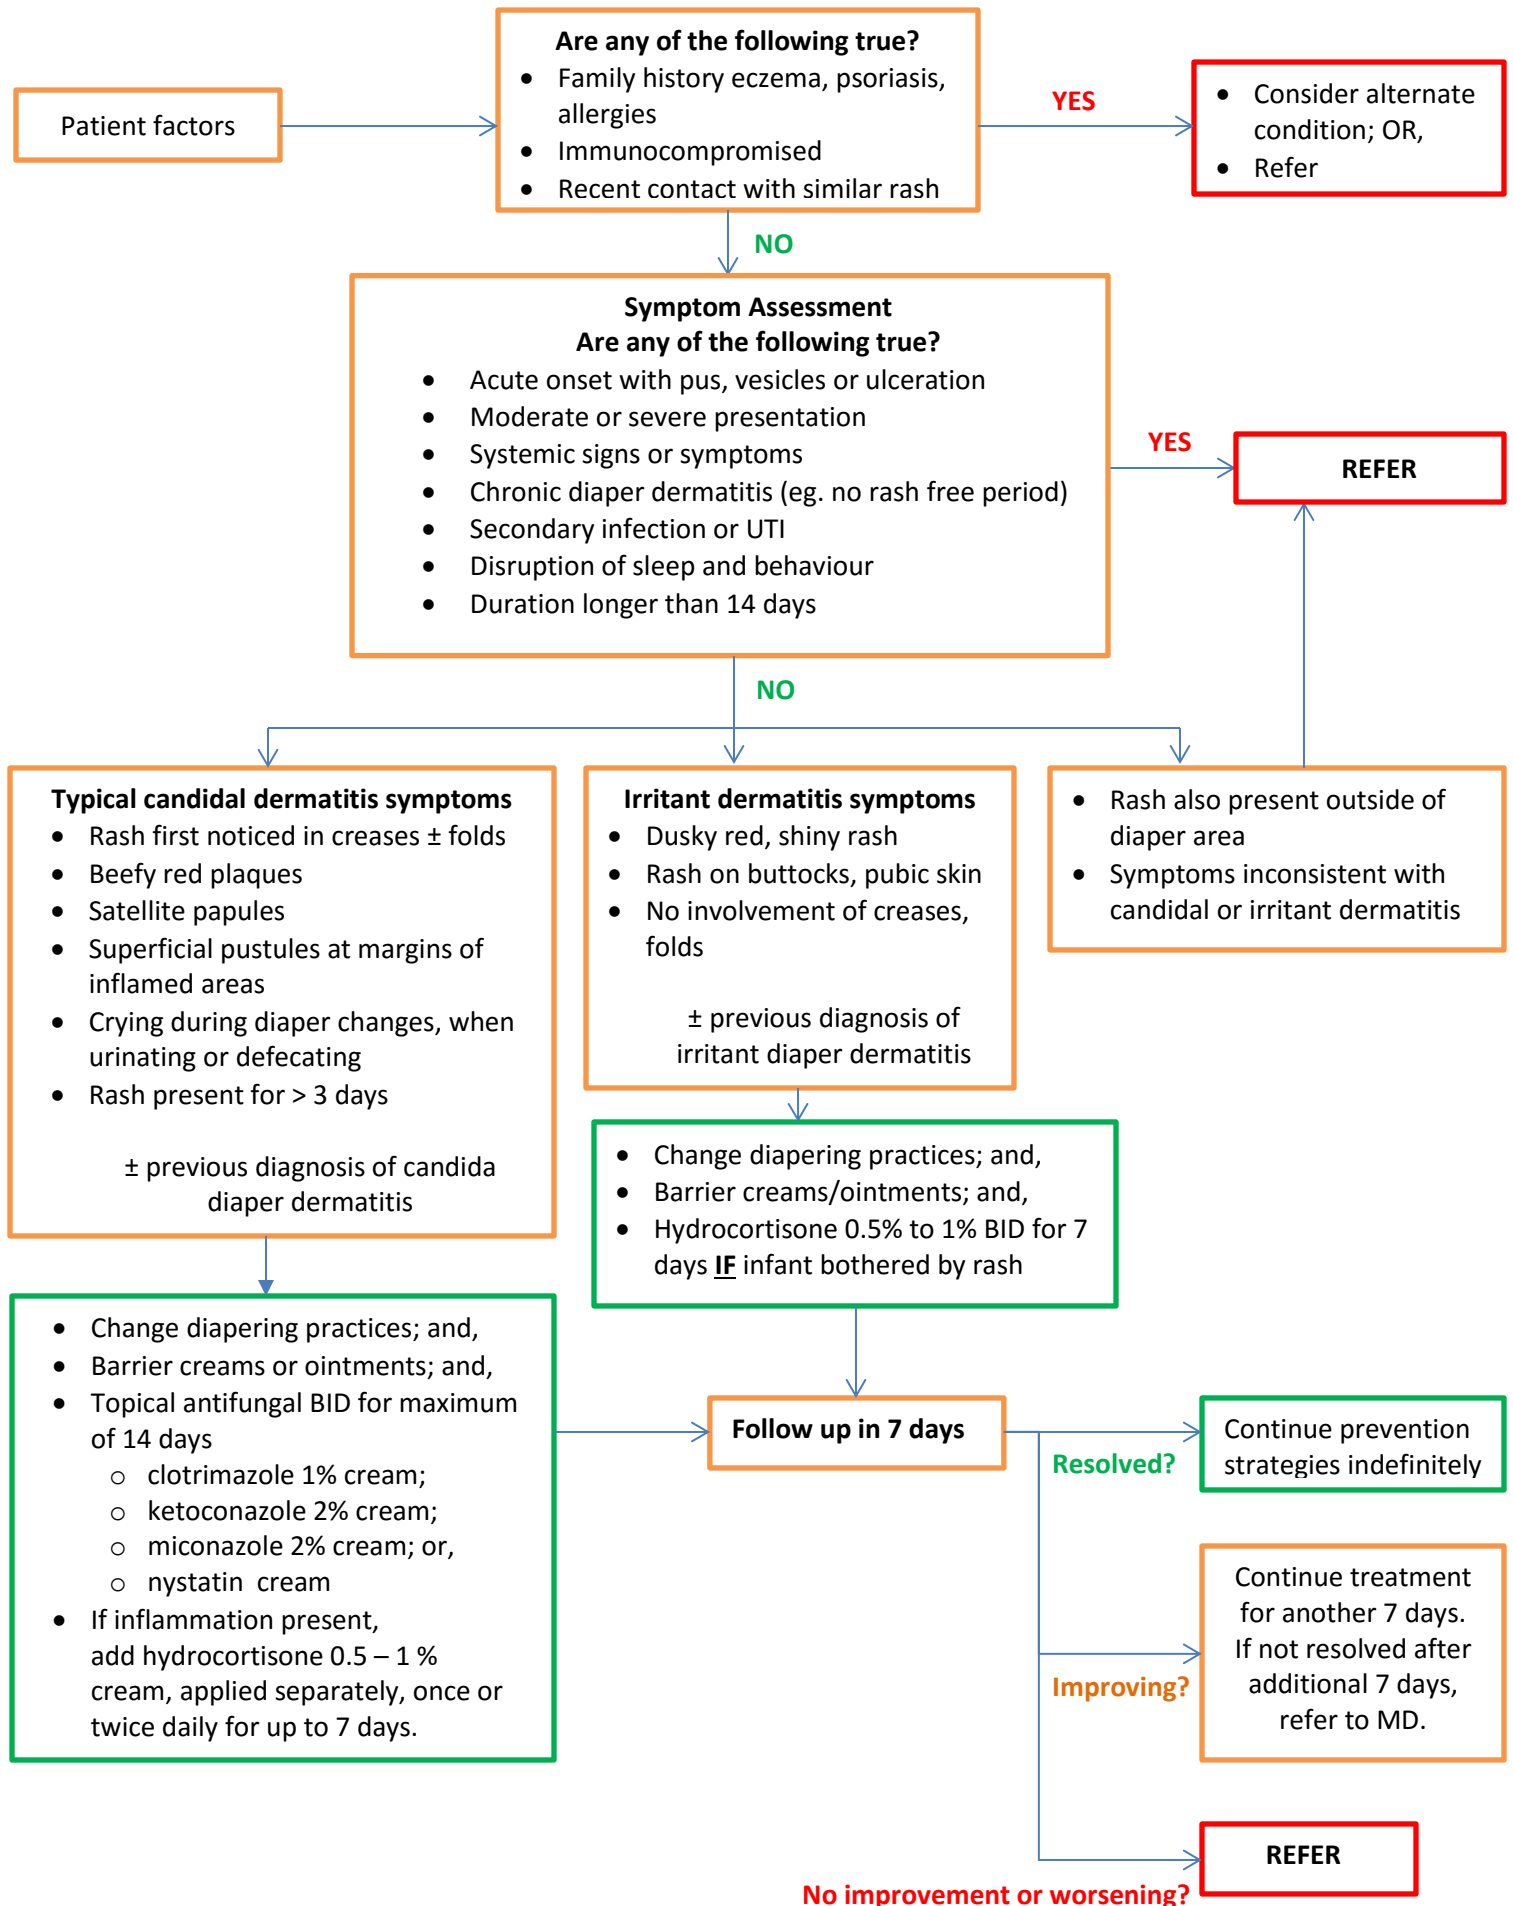 Patient factors
Are any of the following true?
• Family history eczema, psoriasis,
allergies
• Immunocompromised
• Recent contact with similar rash
YES
• Consider alternate
condition; OR,
• Refer
NO
Symptom Assessment
Are any of the following true?
• Acute onset with pus, vesicles or ulceration
• Moderate or severe presentation
• Systemic signs or symptoms
• Chronic diaper dermatitis (eg. no rash free period)
• Secondary infection or UTI
• Disruption of sleep and behaviour
• Duration longer than 14 days
YES
REFER
NO
Typical candidal dermatitis symptoms
• Rash first noticed in creases ± folds
• Beefy red plaques
• Satellite papules
• Superficial pustules at margins of
inflamed areas
• Crying during diaper changes, when
urinating or defecating
• Rash present for > 3 days
± previous diagnosis of candida
diaper dermatitis
Irritant dermatitis symptoms
• Dusky red, shiny rash
• Rash on buttocks, pubic skin
• No involvement of creases,
folds
± previous diagnosis of
irritant diaper dermatitis
• Rash also present outside of
diaper area
• Symptoms inconsistent with
candidal or irritant dermatitis
• Change diapering practices; and,
• Barrier creams/ointments; and,
• Hydrocortisone 0.5% to 1% BID for 7
days IF infant bothered by rash
• Change diapering practices; and,
• Barrier creams or ointments; and,
• Topical antifungal BID for maximum
of 14 days
o clotrimazole 1% cream;
o ketoconazole 2% cream;
o miconazole 2% cream; or,
o nystatin cream
• If inflammation present,
add hydrocortisone 0.5 – 1 %
cream, applied separately, once or
twice daily for up to 7 days.
Follow up in 7 days
Resolved?
Continue prevention
strategies indefinitely
Improving?
Continue treatment
for another 7 days.
If not resolved after
additional 7 days,
refer to MD.
No improvement or worsening?
REFER